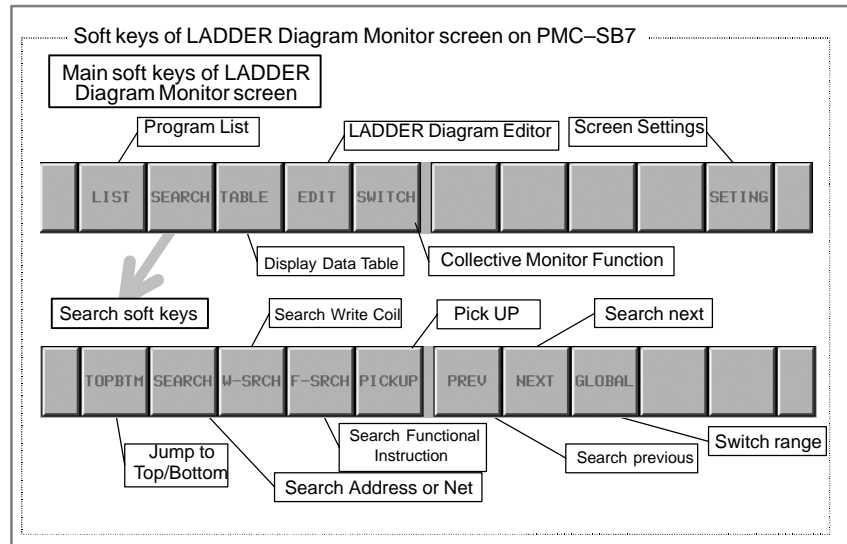 Soft keys of LADDER Diagram Monitor screen on PMC–SB7
Main soft keys of LADDER
Diagram Monitor screen
Program List
LADDER Diagram Editor
Screen Settings
LIST
SEARCH
TABLE
EDIT
SWITCH
SETING
Display Data Table
Collective Monitor Function
Search soft keys
Search Write Coil
Pick UP
Search next
TOPBTM
SEARCH
W-SRCH
F-SRCH
PICKUP
PREV
NEXT
GLOBAL
Jump to
Top/Bottom
Search Address or Net
Search Functional
Instruction
Search previous
Switch range